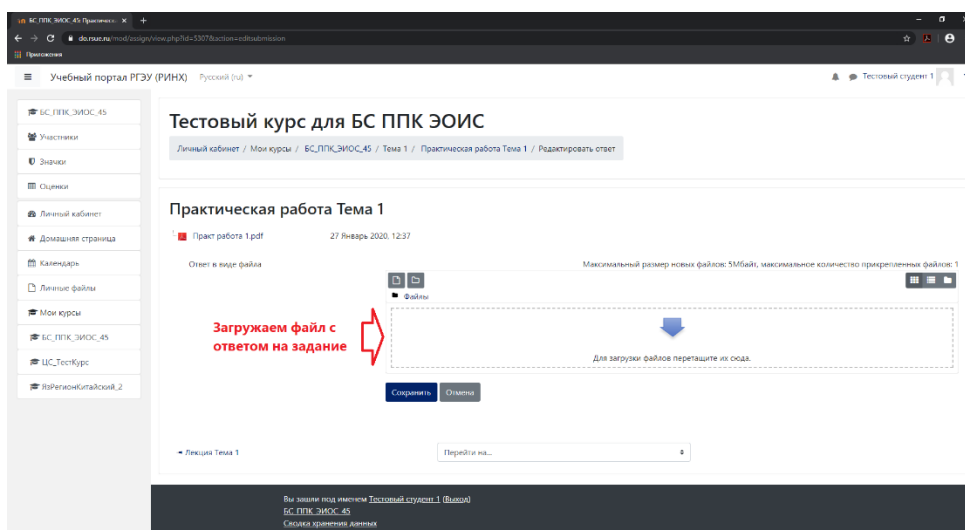 БС_ППК_ЭИОС_45: Практическ
do.rsue.ru/mod/assign/view.php?id=5307&action=editsubmission
Приложения
Учебный портал РГЭУ (РИНХ) Русский (ru)
Тестовый студент 1
БС_ППК_ЭИОС_45
Участники
Значки
Оценки
Личный кабинет
Домашняя страница
Календарь
Личные файлы
Мои курсы
БС_ППК_ЭИОС_45
ЦС_ТестКурс
ЯзРегионКитайский_2
Тестовый курс для БС ППК ЭОИС
Личный кабинет / Мои курсы / БС_ППК_ЭИОС_45 / Тема 1 / Практическая работа Тема 1 / Редактировать ответ
Практическая работа Тема 1
Практ работа 1.pdf 27 Январь 2020, 12:37
Ответ в виде файла
Максимальный размер новых файлов: 5Мбайт, максимальное количество прикрепленных файлов: 1
Файлы
Загружаем файл с
ответом на задание
Для загрузки файлов перетащите их сюда.
Сохранить Отмена
◄ Лекция Тема 1
Перейти на...
Вы зашли под именем Тестовый студент 1 (Выход)
БС_ППК_ЭИОС_45
Сводка хранения данных